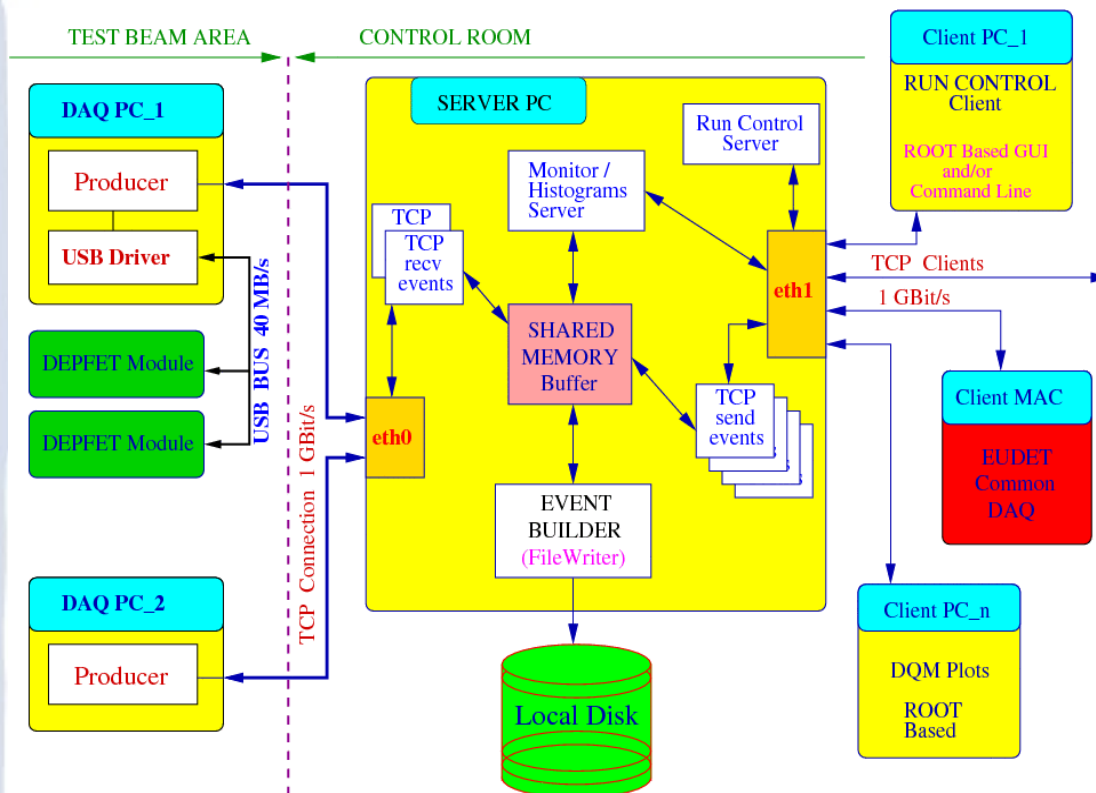 TEST BEAM AREA
CONTROL ROOM
DAQ PC_1
Producer
USB Driver
DEPFET Module
DEPFET Module
USB BUS 40 MB/s
DAQ PC_2
Producer
TCP Connection 1 GBit/s
SERVER PC
TCP
TCP
recv
events
eth0
Monitor /
Histograms
Server
Run Control
Server
SHARED
MEMORY
Buffer
eth1
TCP
send
events
EVENT
BUILDER
(FileWriter)
Local Disk
Client PC_1
RUN CONTROL
Client
ROOT Based GUI
and/or
Command Line
TCP Clients
1 GBit/s
Client MAC
EUDET
Common
DAQ
Client PC_n
DQM Plots
ROOT
Based